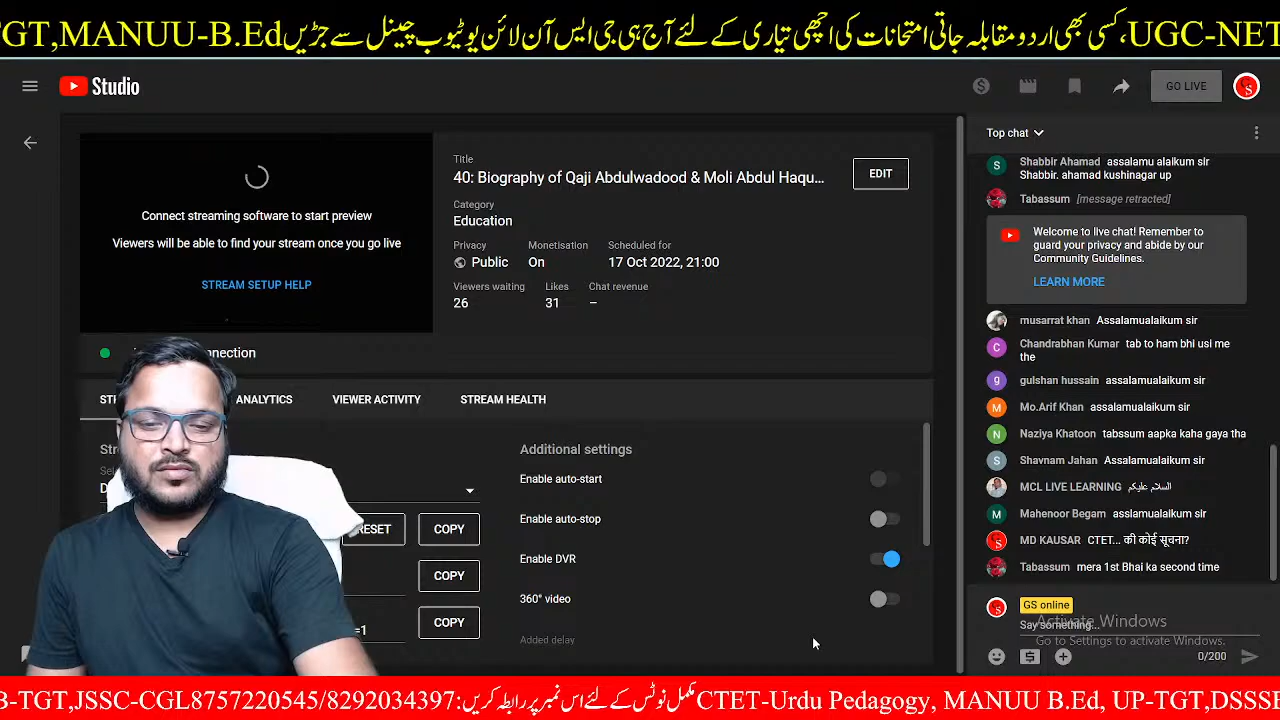 TGT,MANUU-B.Ed کسی بھی اردو مقابلہ جاتی امتحانات کی اچھی تیاری کے لئے آج ہی جی ایس آن لائن یوٹیوب چینل سے جڑیں، UGC-NET
Studio
GO LIVE
Connect streaming software to start preview
Viewers will be able to find your stream once you go live
STREAM SETUP HELP
Title
40: Biography of Qaji Abdulwadood & Moli Abdul Haqu...
EDIT
Category
Education
Privacy Monetisation Scheduled for
Public On 17 Oct 2022, 21:00
Viewers waiting Likes Chat revenue
26 31 –
ANALYTICS VIEWER ACTIVITY STREAM HEALTH
RESET COPY
COPY
=1 COPY
Additional settings
Enable auto-start
Enable auto-stop
Enable DVR
360° video
Added delay
Top chat
S Shabbir Ahamad assalamu alaikum sir
Shabbir. ahamad kushinagar up
Tabassum [message retracted]
Welcome to live chat! Remember to
guard your privacy and abide by our
Community Guidelines.
LEARN MORE
musarrat khan Assalamualaikum sir
C Chandrabhan Kumar tab to ham bhi usi me
the
g gulshan hussain assalamualaikum sir
M Mo.Arif Khan assalamualaikum sir
N Naziya Khatoon tabssum aapka kaha gaya tha
S Shavnam Jahan Assalamualaikum sir
MCL LIVE LEARNING السلام علیکم
M Mahenoor Begam asslamualaikum sir
MD KAUSAR CTET... की कोई सूचना?
Tabassum mera 1st Bhai ka second time
GS online
Say something...
0/200
Activate Windows
Go to Settings to activate Windows.
B-TGT,JSSC-CGL8757220545/8292034397:مکمل نوٹس کے لئے اس نمبر پر رابطہ کریں CTET-Urdu Pedagogy, MANUU B.Ed, UP-TGT,DSSSB